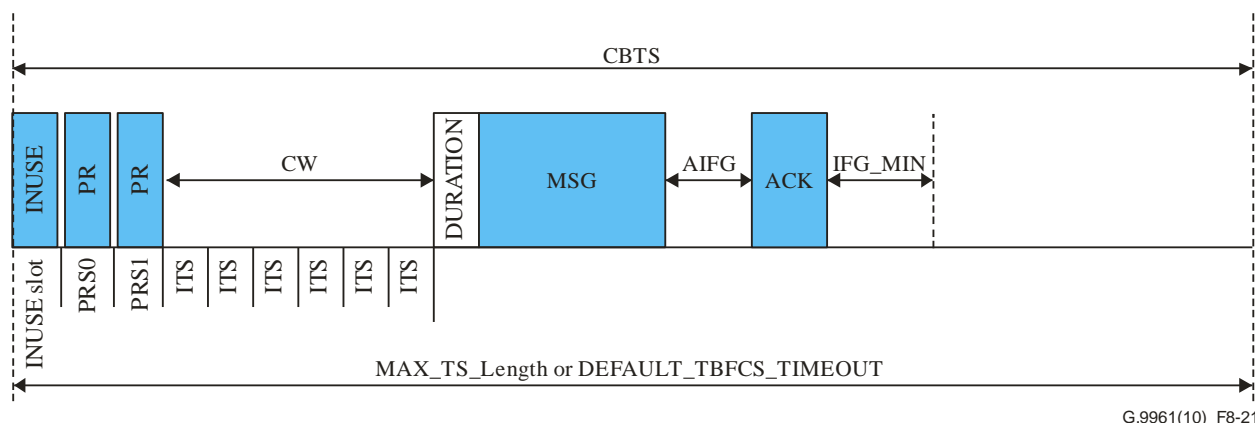 CBTS
INUSE
PR
PR
CW
DURATION
MSG
AIFG
ACK
IFG_MIN
INUSE slot
PRS0
PRS1
ITS
ITS
ITS
ITS
ITS
ITS
MAX_TS_Length or DEFAULT_TBFCS_TIMEOUT
G.9961(10)_F8-21